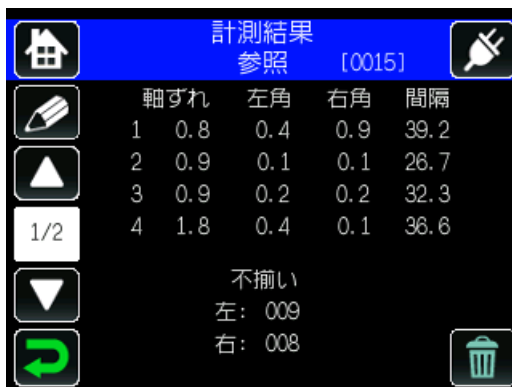 計測結果
参照 [0015]
軸ずれ 左角 右角 間隔
1 0.8 0.4 0.9 39.2
2 0.9 0.1 0.1 26.7
3 0.9 0.2 0.2 32.3
1/2
4 1.8 0.4 0.1 36.6
不揃い
左: 009
右: 008